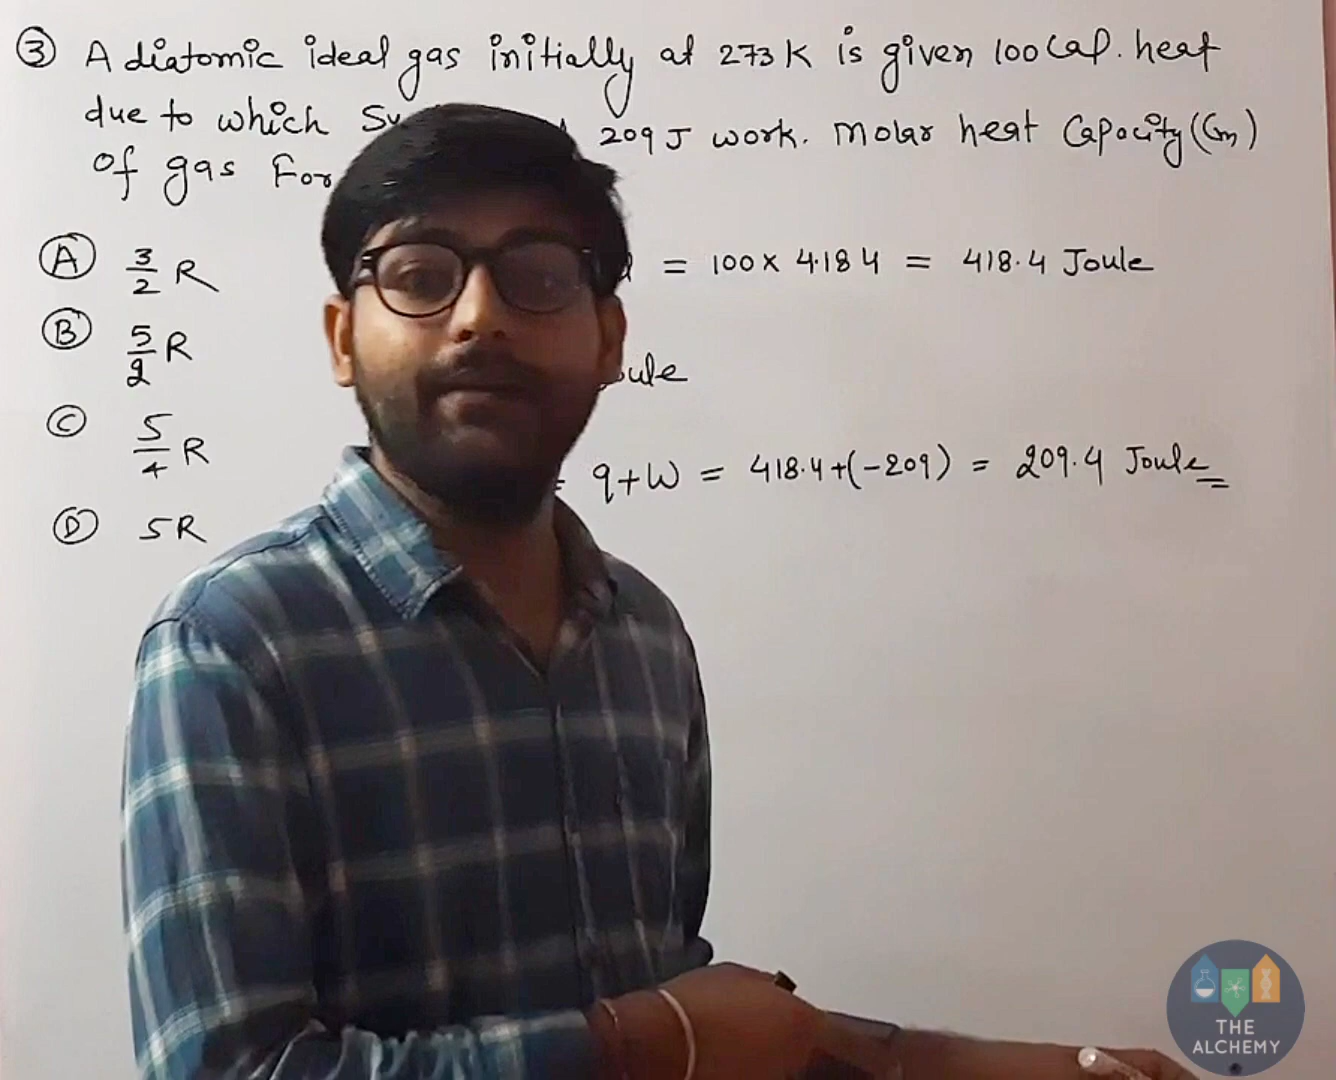 ③ A diatomic ideal gas initially at 273 K is given 100 Cal. heat
due to which 209 J work. Molar heat Capacity (Cm)
of gas For
Ⓐ 3/2 R
= 100 × 4.184 = 418.4 Joule
Ⓑ 5/2 R
Ⓒ 5/4 R
= q+W = 418.4+(-209) = 209.4 Joule
Ⓓ 5R
THE
ALCHEMY